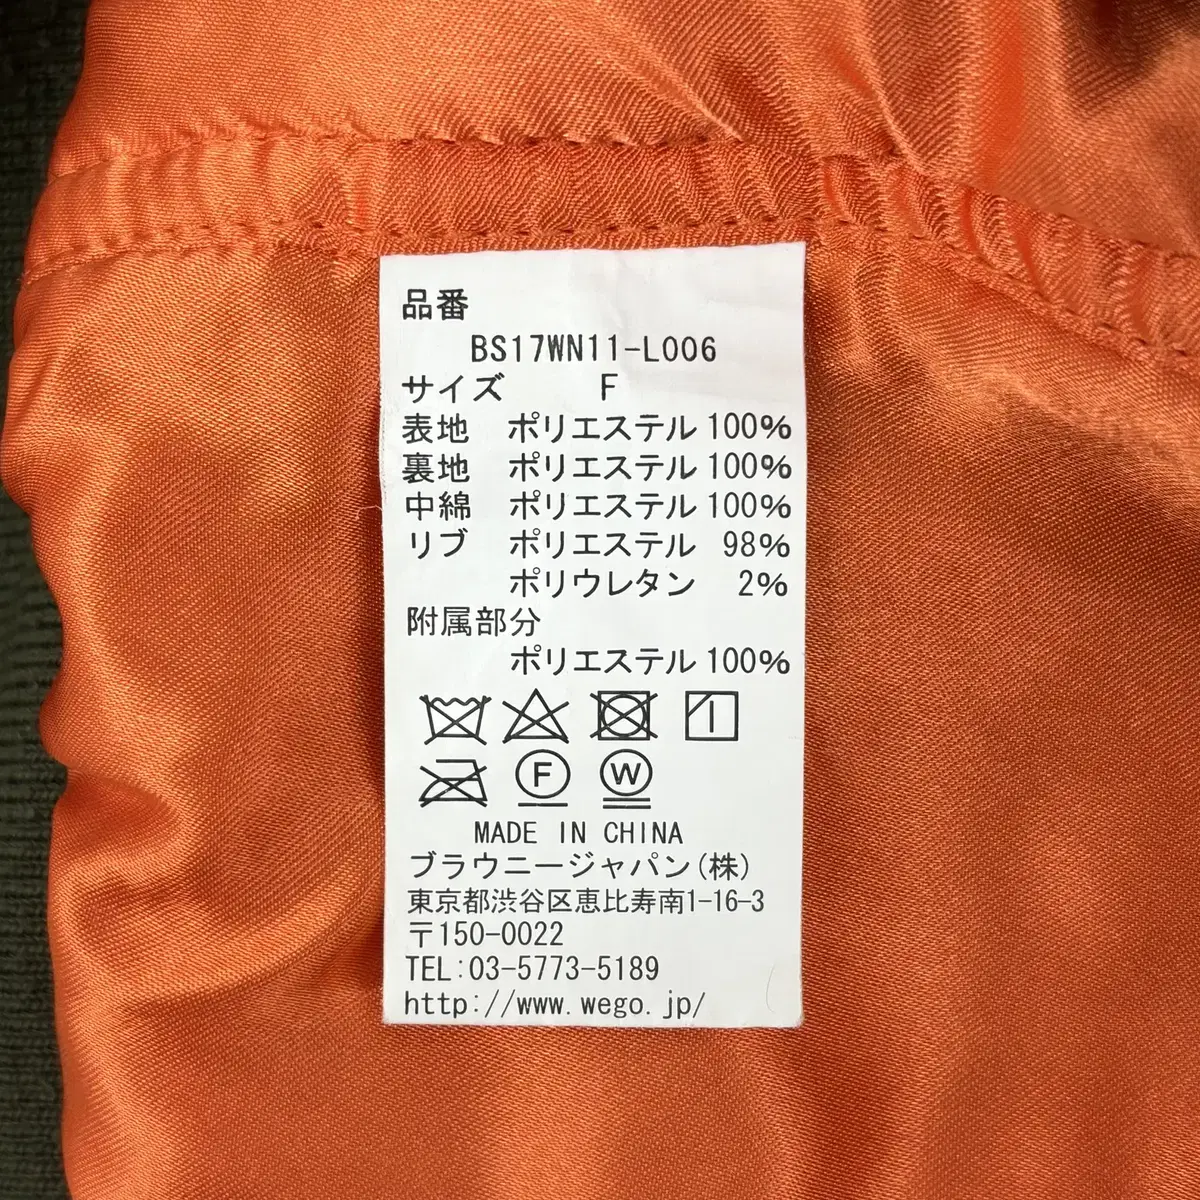 品番
BS17WN11-L006
サイズ F
表地 ポリエステル 100%
裏地 ポリエステル 100%
中綿 ポリエステル 100%
リブ ポリエステル 98%
ポリウレタン 2%
附属部分
ポリエステル 100%
F W
MADE IN CHINA
ブラウニージャパン(株)
東京都渋谷区恵比寿南1-16-3
〒150-0022
TEL:03-5773-5189
http://www.wego.jp/